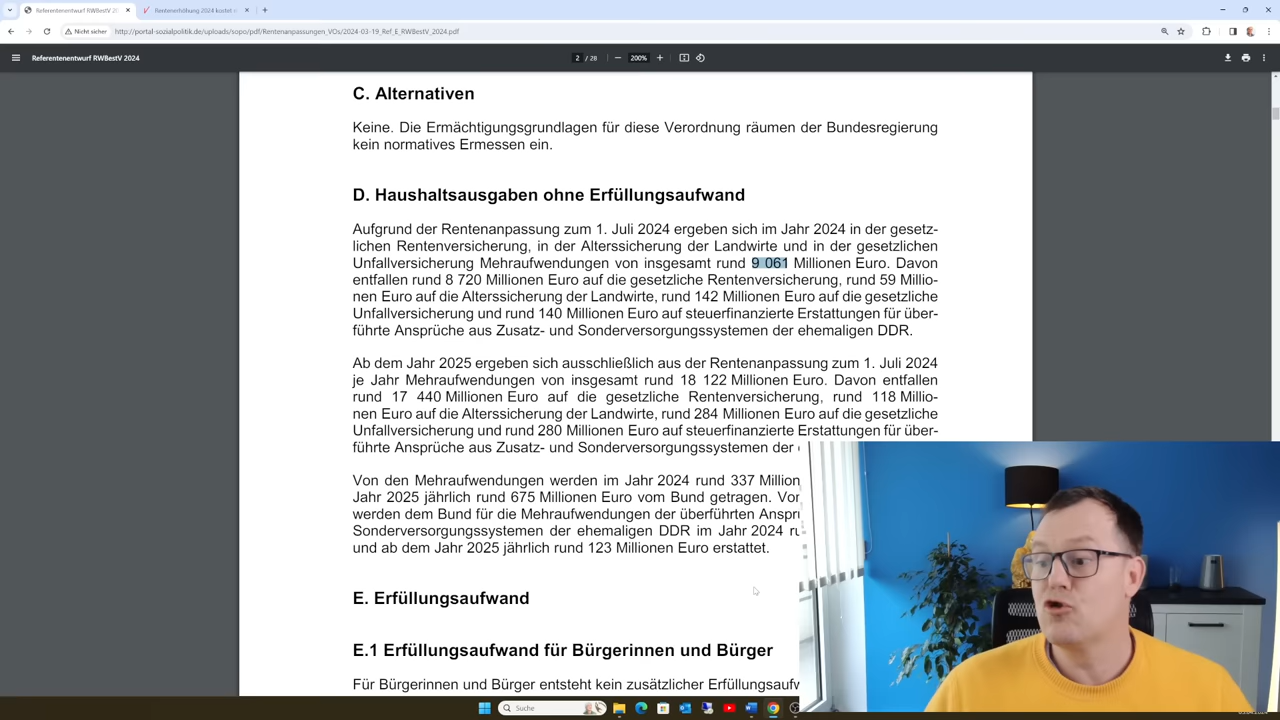 Referentenentwurf RWBestV 2
Rentenerhöhung 2024 kostet
Nicht sicher
http://portal-sozialpolitik.de/uploads/sopo/pdf/Rentenanpassungen_VOs/2024-03-19_Ref_E_RWBestV_2024.pdf
Referentenentwurf RWBestV 2024
2 / 28
200%
C. Alternativen
Keine. Die Ermächtigungsgrundlagen für diese Verordnung räumen der Bundesregierung
kein normatives Ermessen ein.
D. Haushaltsausgaben ohne Erfüllungsaufwand
Aufgrund der Rentenanpassung zum 1. Juli 2024 ergeben sich im Jahr 2024 in der gesetz-
lichen Rentenversicherung, in der Alterssicherung der Landwirte und in der gesetzlichen
Unfallversicherung Mehraufwendungen von insgesamt rund 9 061 Millionen Euro. Davon
entfallen rund 8 720 Millionen Euro auf die gesetzliche Rentenversicherung, rund 59 Millio-
nen Euro auf die Alterssicherung der Landwirte, rund 142 Millionen Euro auf die gesetzliche
Unfallversicherung und rund 140 Millionen Euro auf steuerfinanzierte Erstattungen für über-
führte Ansprüche aus Zusatz- und Sonderversorgungssystemen der ehemaligen DDR.
Ab dem Jahr 2025 ergeben sich ausschließlich aus der Rentenanpassung zum 1. Juli 2024
je Jahr Mehraufwendungen von insgesamt rund 18 122 Millionen Euro. Davon entfallen
rund 17 440 Millionen Euro auf die gesetzliche Rentenversicherung, rund 118 Millio-
nen Euro auf die Alterssicherung der Landwirte, rund 284 Millionen Euro auf die gesetzliche
Unfallversicherung und rund 280 Millionen Euro auf steuerfinanzierte Erstattungen für über-
führte Ansprüche aus Zusatz- und Sonderversorgungssystemen der
Von den Mehraufwendungen werden im Jahr 2024 rund 337 Million
Jahr 2025 jährlich rund 675 Millionen Euro vom Bund getragen. Vor
werden dem Bund für die Mehraufwendungen der überführten Anspr
Sonderversorgungssystemen der ehemaligen DDR im Jahr 2024 ru
und ab dem Jahr 2025 jährlich rund 123 Millionen Euro erstattet.
E. Erfüllungsaufwand
E.1 Erfüllungsaufwand für Bürgerinnen und Bürger
Für Bürgerinnen und Bürger entsteht kein zusätzlicher Erfüllungsaufw
Suche